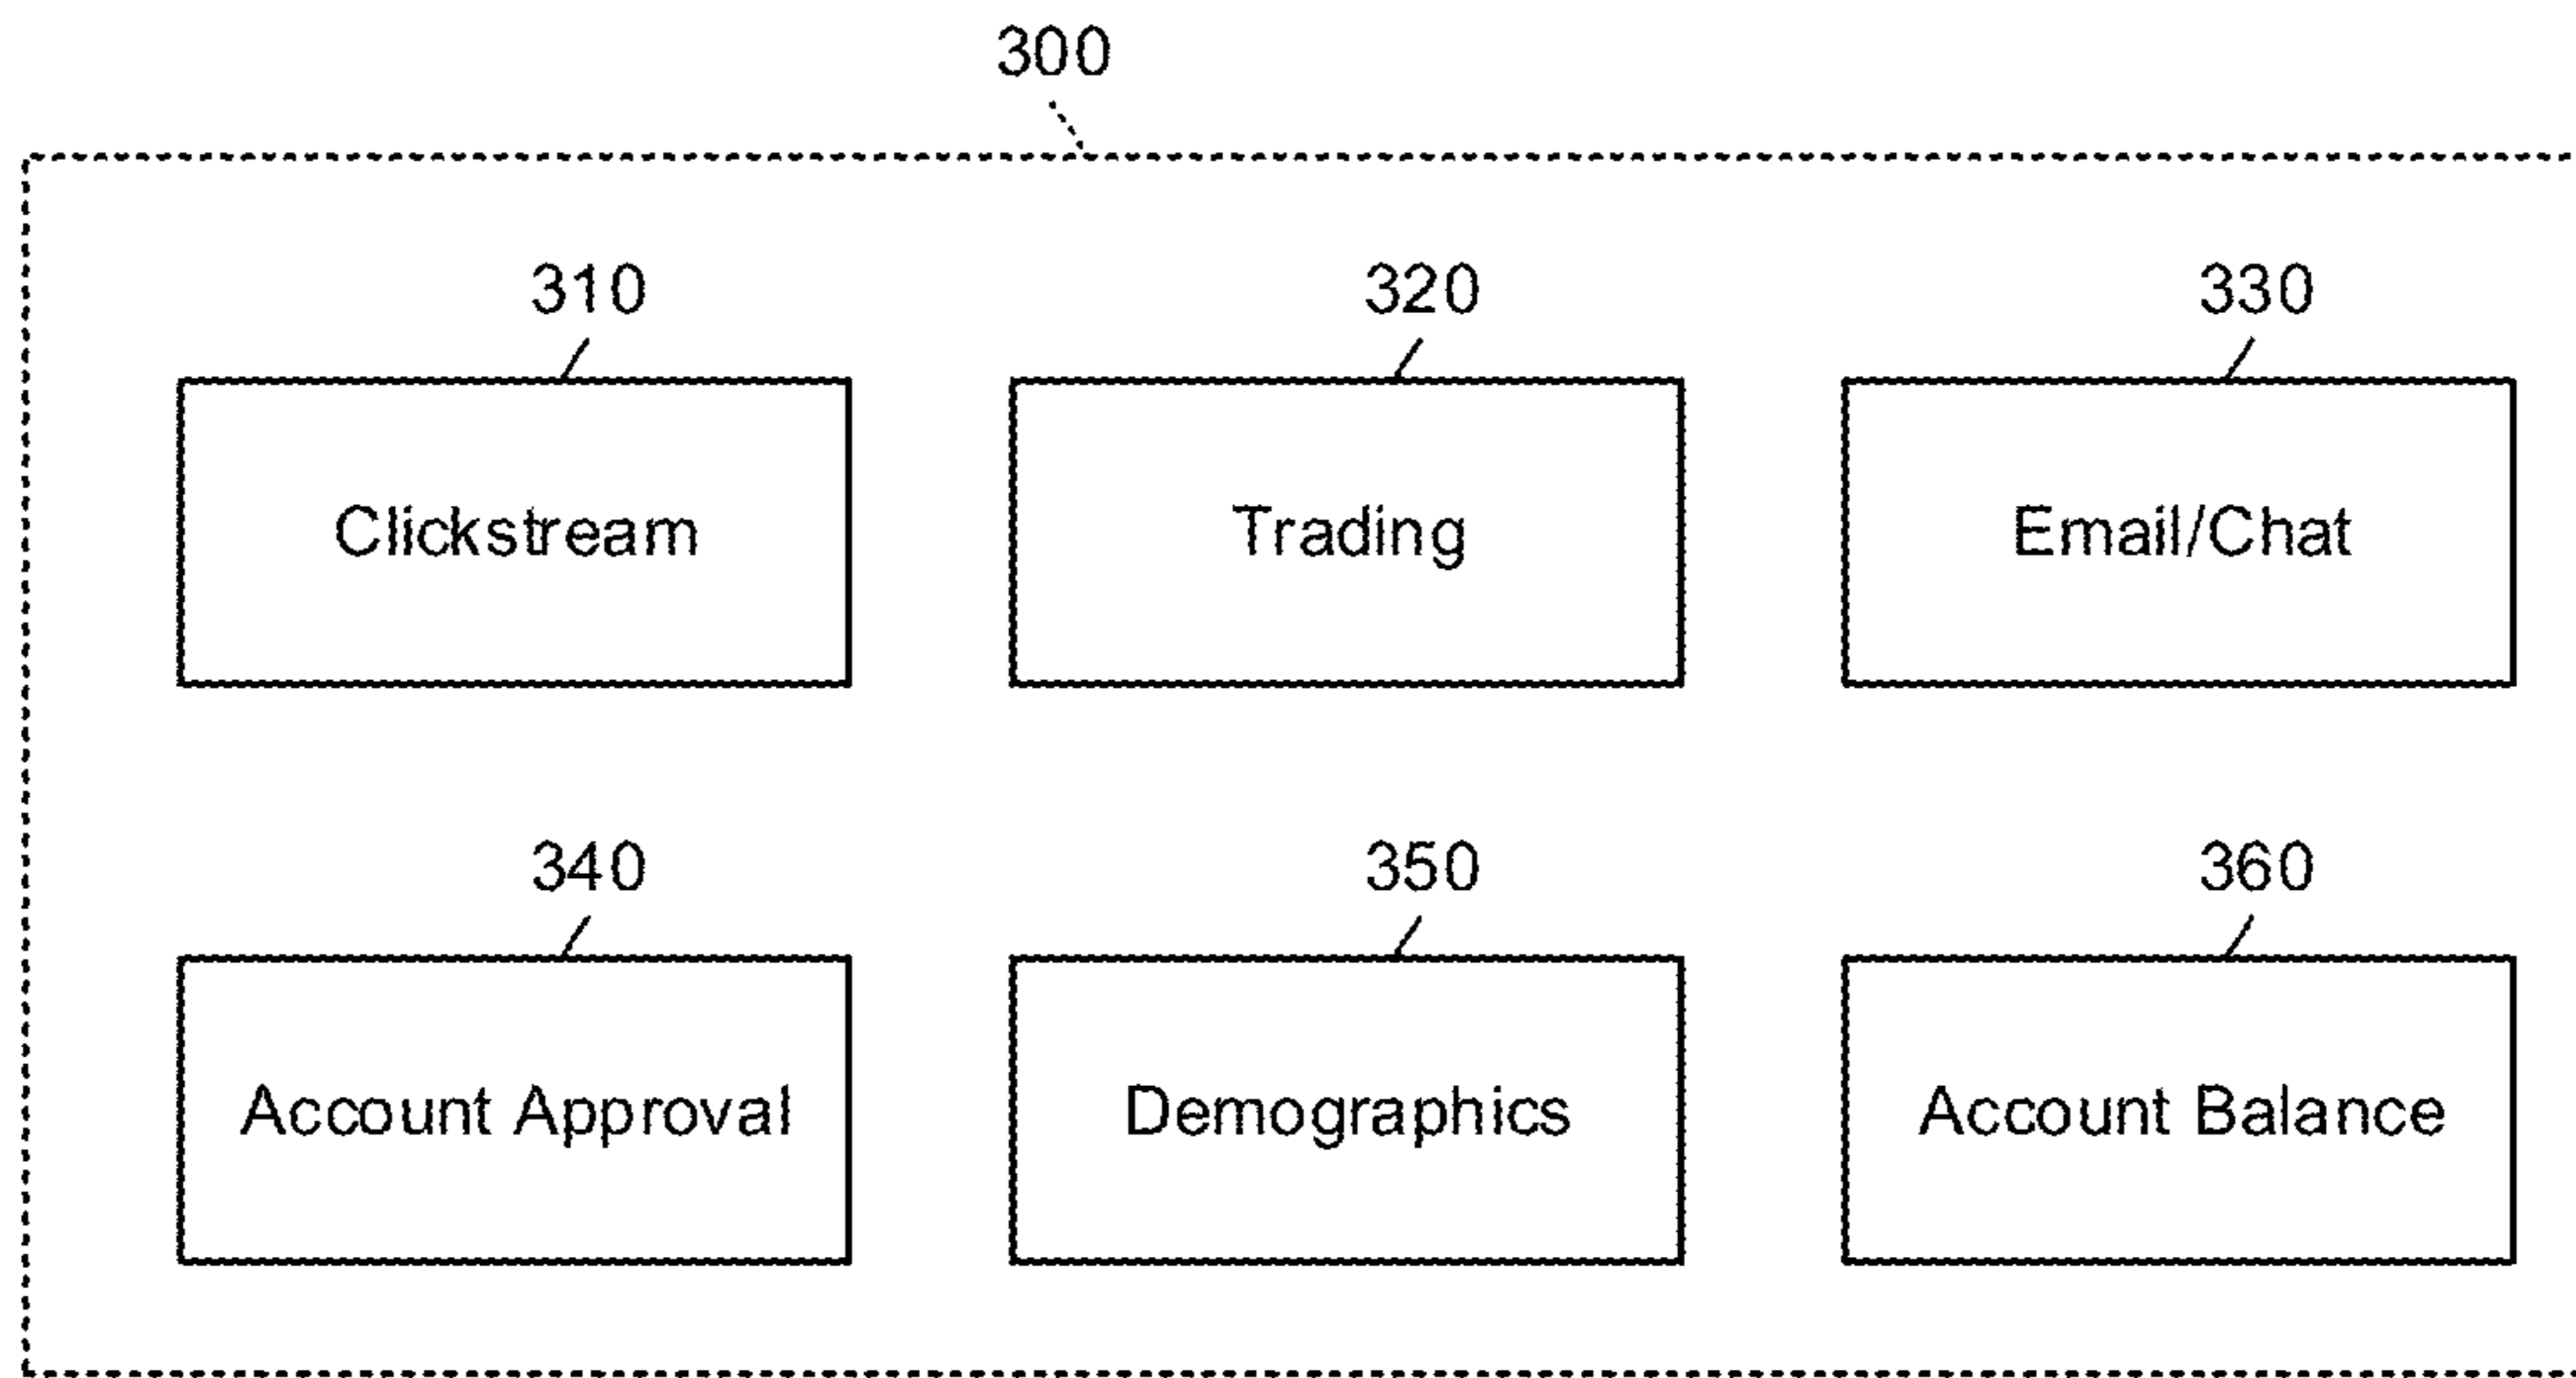 300
310
320
330
Clickstream
Trading
Email/Chat
340
350
360
Account Approval
Demographics
Account Balance